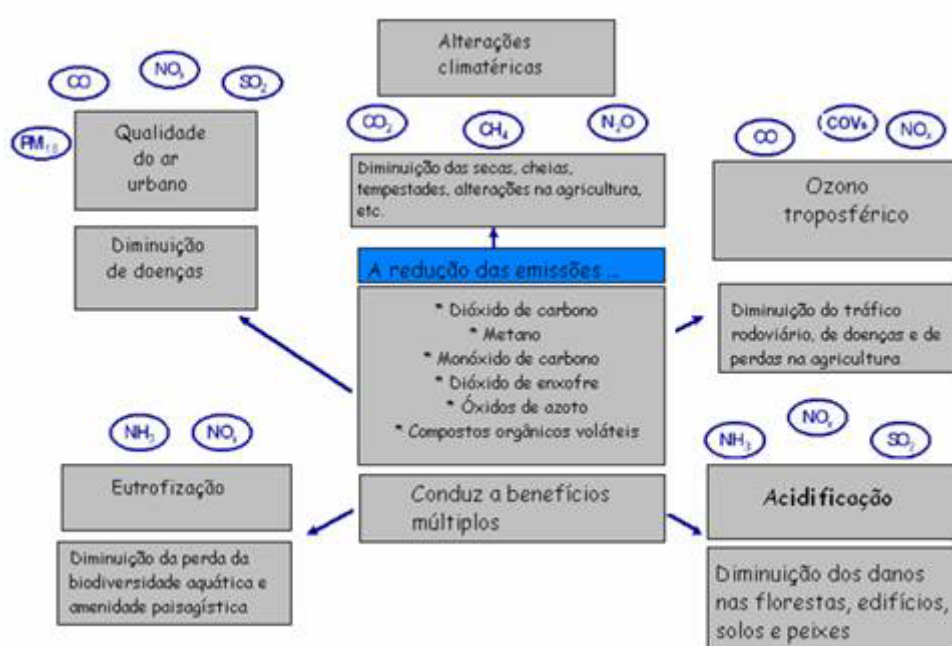 Alterações
climatéricas
CO
NOx
SO2
PM10
Qualidade
do ar
urbano
Diminuição
de doenças
CO2
CH4
N2O
Diminuição das secas, cheias,
tempestades, alterações na agricultura,
etc.
A redução das emissões ...
* Dióxido de carbono
* Metano
* Monóxido de carbono
* Dióxido de enxofre
* Óxidos de azoto
* Compostos orgânicos voláteis
Conduz a benefícios
múltiplos
CO
COVs
NOx
Ozono
troposférico
Diminuição do tráfico
rodoviário, de doenças e de
perdas na agricultura
NH3
NOx
Eutrofização
Diminuição da perda da
biodiversidade aquática e
amenidade paisagística
NH3
NOx
SO2
Acidificação
Diminuição dos danos
nas florestas, edifícios,
solos e peixes